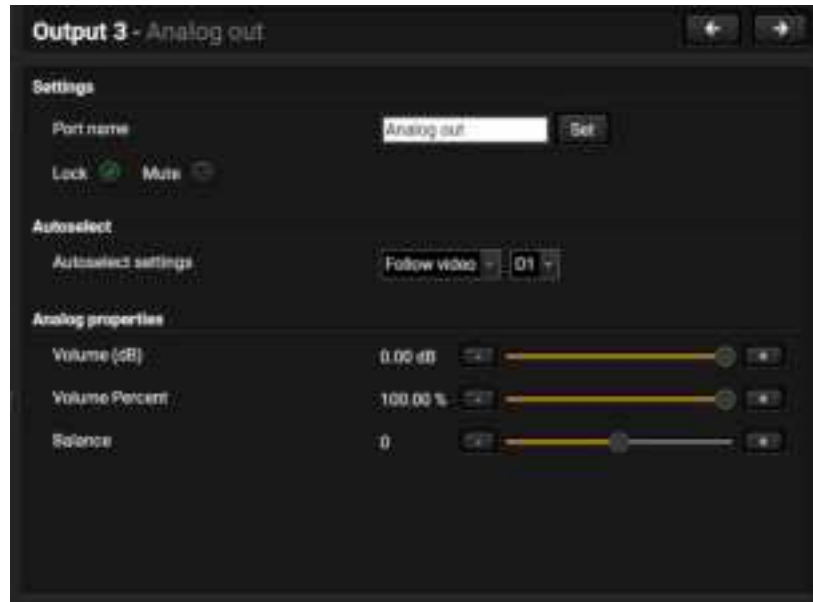 Output 3 - Analog out
Settings
Port name Analog out Set
Lock Mute
Autoselect
Autoselect settings Follow video O1
Analog properties
Volume (dB) 0.00 dB - +
Volume Percent 100.00 % - +
Balance 0 - +